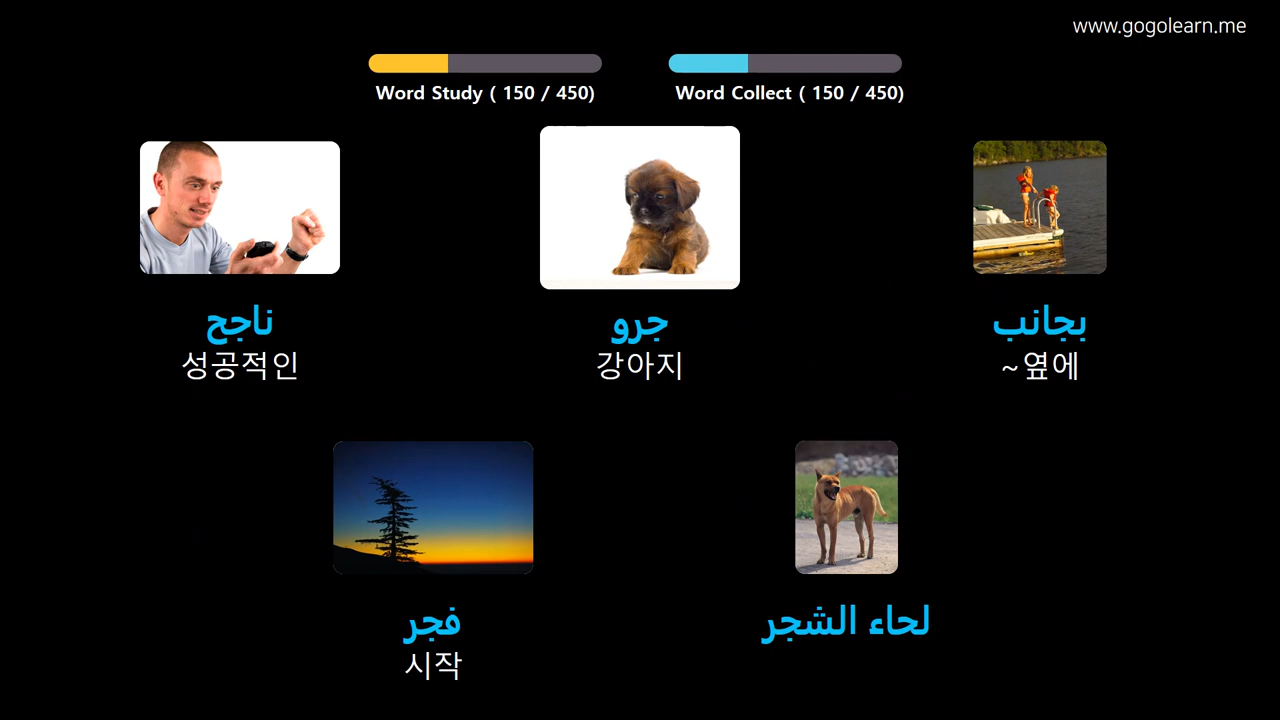 www.gogolearn.me
Word Study ( 150 / 450)
Word Collect ( 150 / 450)
ناجح
성공적인
جرو
강아지
بجانب
~옆에
فجر
시작
لحاء الشجر